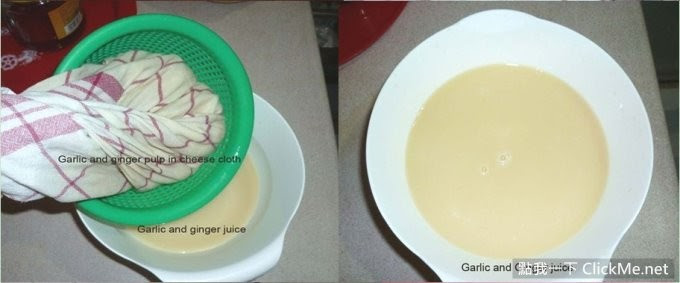 Garlic and ginger pulp in cheese cloth
Garlic and ginger juice
Garlic and Ginger juice
點我一下 ClickMe.net